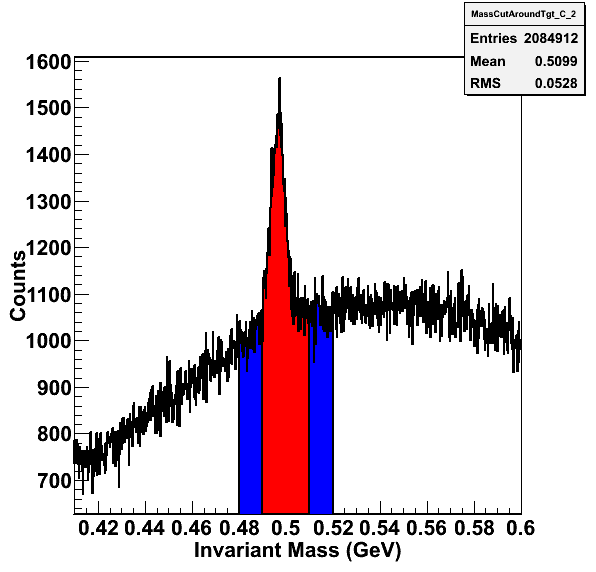 MassCutAroundTgt_C_2
Entries 2084912
Mean 0.5099
RMS 0.0528
1600
1500
1400
1300
1200
1100
1000
900
800
700
Counts
0.42 0.44 0.46 0.48 0.5 0.52 0.54 0.56 0.58 0.6
Invariant Mass (GeV)